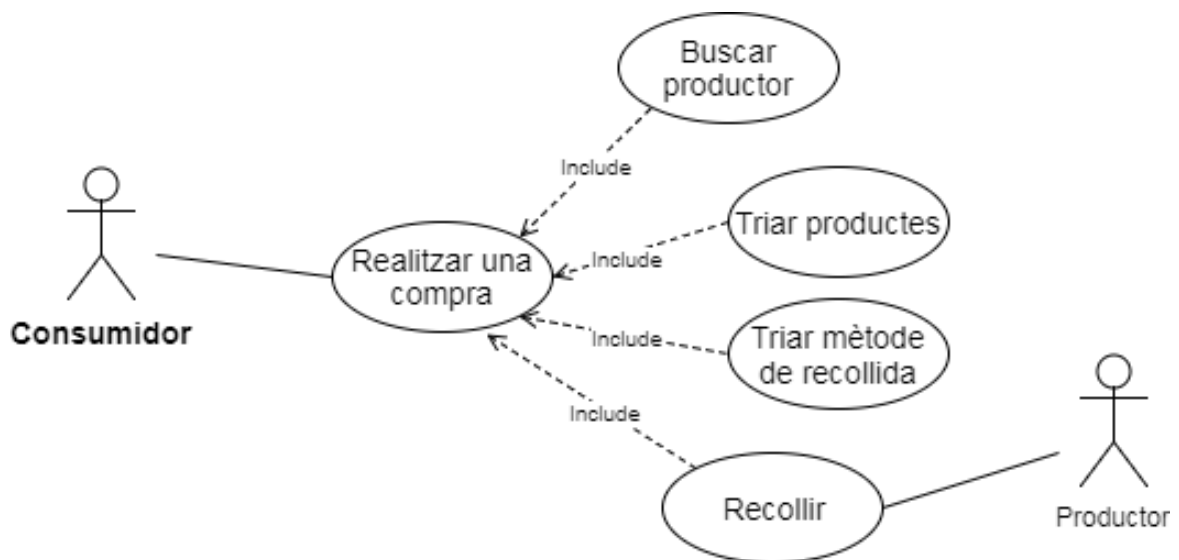 Buscar
productor
Include
Triar productes
Include
Realitzar una
compra
Consumidor
Include
Triar mètode
de recollida
Include
Recollir
Productor